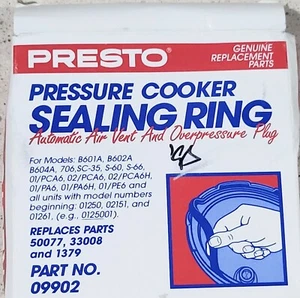 PRESTO®
GENUINE
REPLACEMENT
PARTS
PRESSURE COOKER
SEALING RING
Automatic Air Vent And Overpressure Plug
For Models: B601A, B602A
B604A, 706, SC-35, S-60, S-66,
01/PCA6, 02/PCA6, 02/PCA6H,
01/PA6, 01/PA6H, 01/PE6 and
all units with model numbers
beginning: 01250, 02151, and
01261, (e.g., 0125001).
REPLACES PARTS
50077, 33008
and 1379
PART NO.
09902